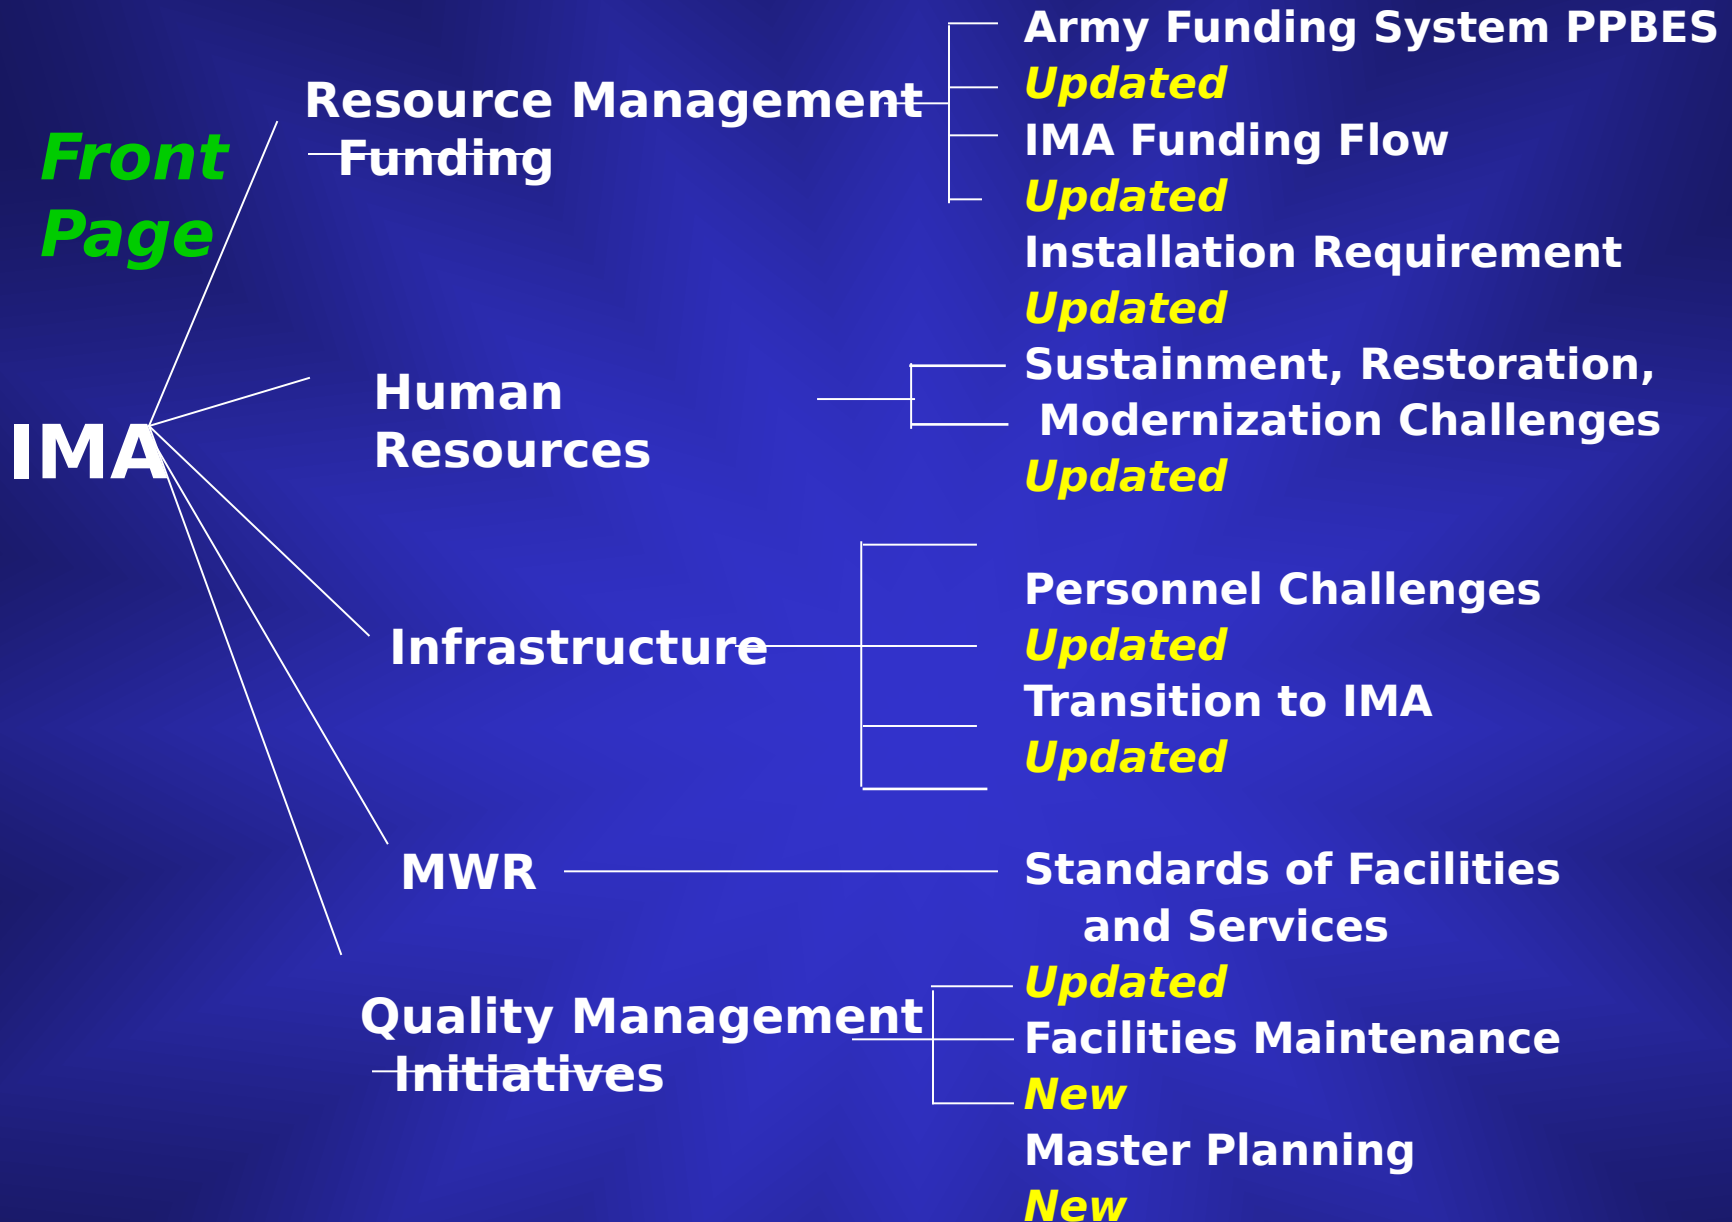 Front
Page
IMA
Resource Management
Funding
Human
Resources
Infrastructure
MWR
Quality Management
Initiatives
Army Funding System PPBES
Updated
IMA Funding Flow
Updated
Installation Requirement
Updated
Sustainment, Restoration,
Modernization Challenges
Updated
Personnel Challenges
Updated
Transition to IMA
Updated
Standards of Facilities
and Services
Updated
Facilities Maintenance
New
Master Planning
New